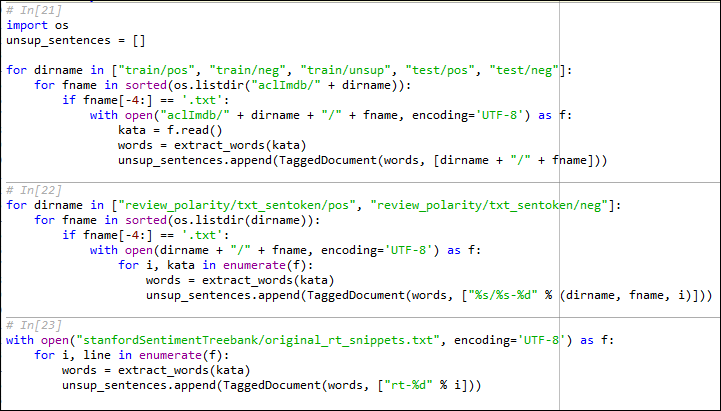 # In[21]
import os
unsup_sentences = []
for dirname in ["train/pos", "train/neg", "train/unsup", "test/pos", "test/neg"]:
    for fname in sorted(os.listdir("aclImdb/" + dirname)):
        if fname[-4:] == '.txt':
            with open("aclImdb/" + dirname + "/" + fname, encoding='UTF-8') as f:
                kata = f.read()
                words = extract_words(kata)
                unsup_sentences.append(TaggedDocument(words, [dirname + "/" + fname]))
# In[22]
for dirname in ["review_polarity/txt_sentoken/pos", "review_polarity/txt_sentoken/neg"]:
    for fname in sorted(os.listdir(dirname)):
        if fname[-4:] == '.txt':
            with open(dirname + "/" + fname, encoding='UTF-8') as f:
                for i, kata in enumerate(f):
                    words = extract_words(kata)
                    unsup_sentences.append(TaggedDocument(words, ["%s/%s-%d" % (dirname, fname, i)]))
# In[23]
with open("stanfordSentimentTreebank/original_rt_snippets.txt", encoding='UTF-8') as f:
    for i, line in enumerate(f):
        words = extract_words(kata)
        unsup_sentences.append(TaggedDocument(words, ["rt-%d" % i]))